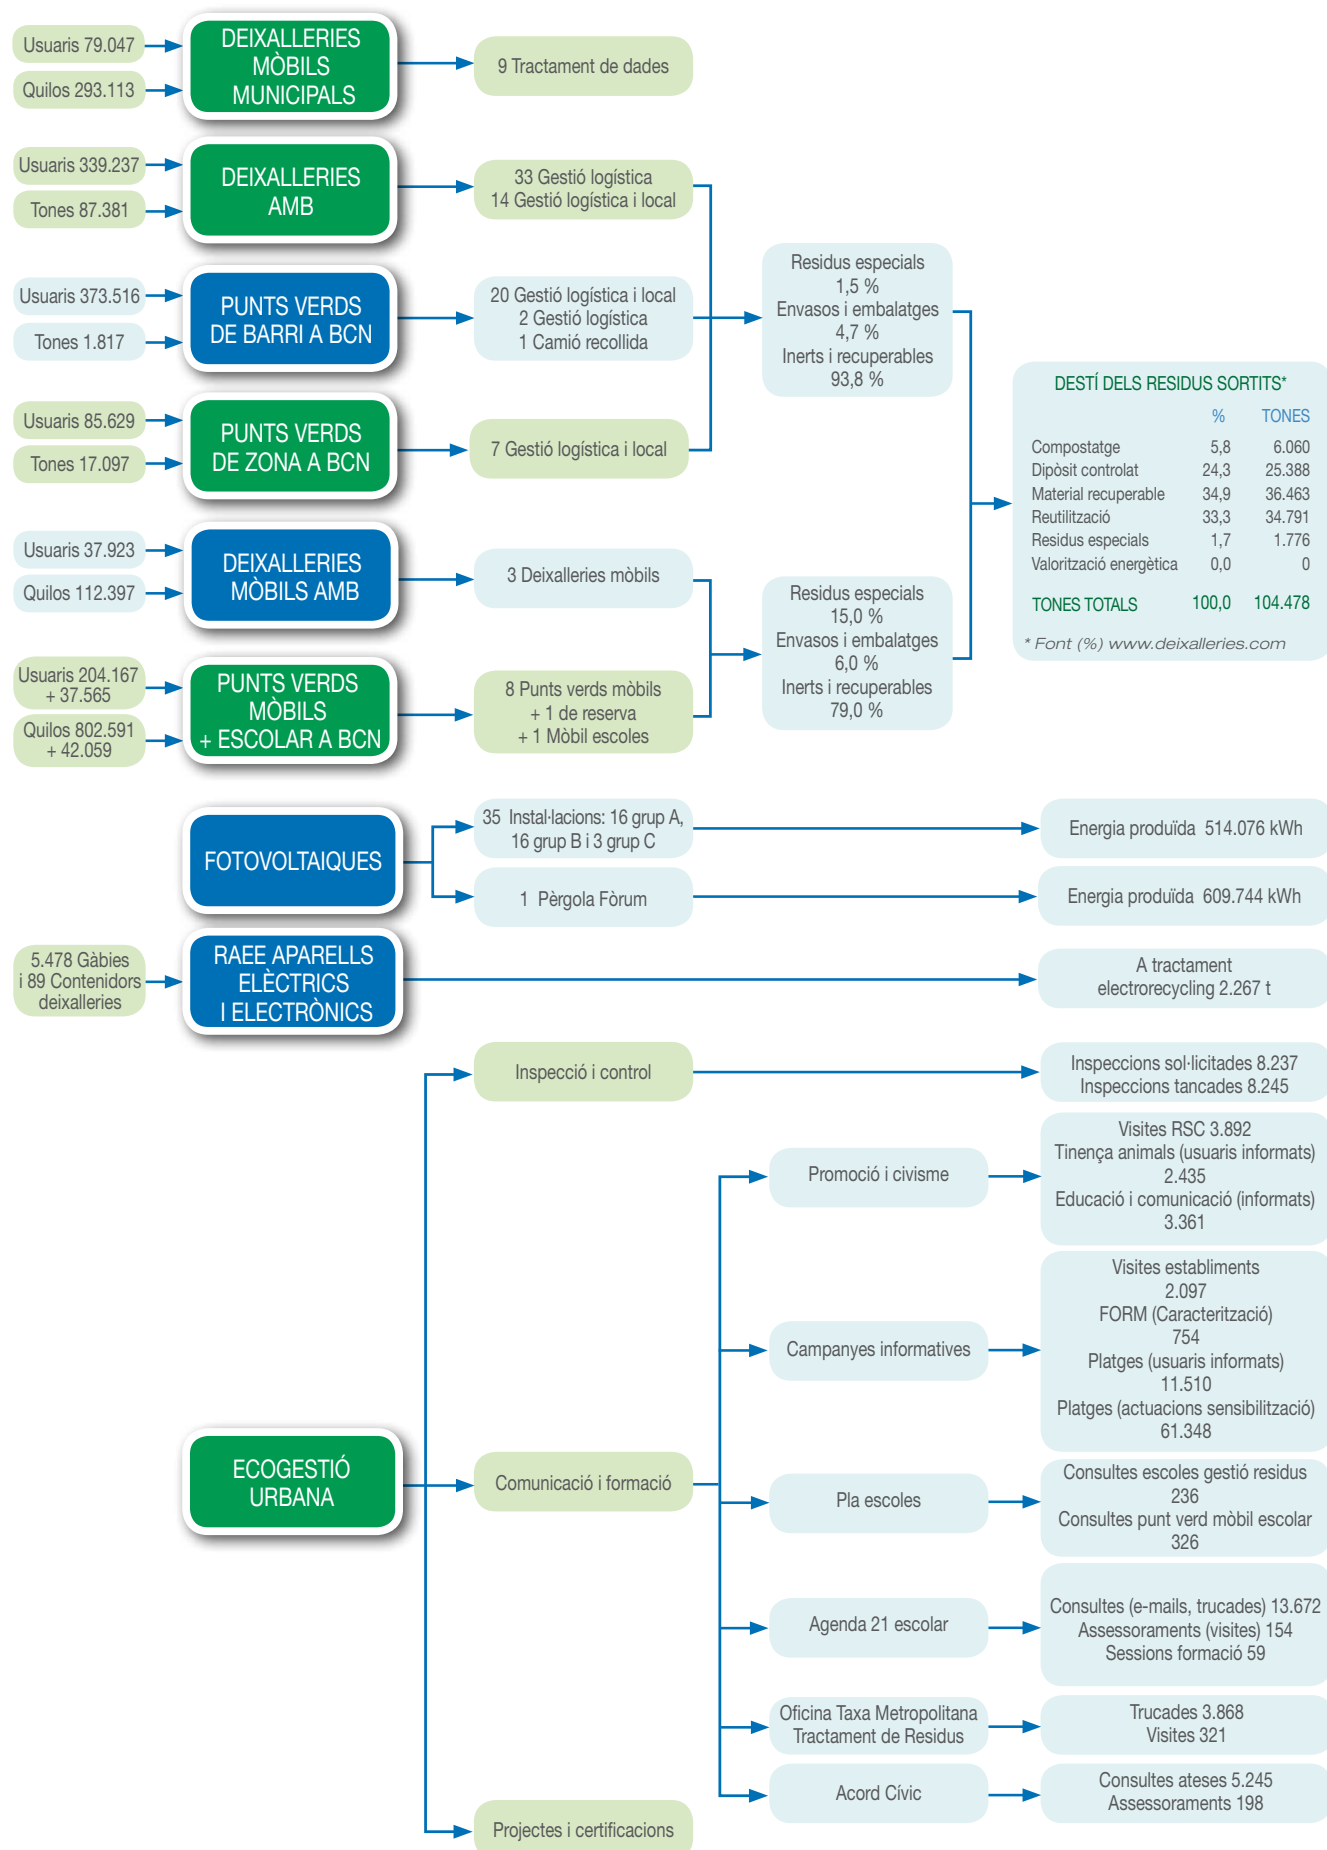 Usuaris 79.047
Quilos 293.113
DEIXALLERIES
MÒBILS
MUNICIPALS
9 Tractament de dades
Usuaris 339.237
Tones 87.381
DEIXALLERIES
AMB
33 Gestió logística
14 Gestió logística i local
Usuaris 373.516
Tones 1.817
PUNTS VERDS
DE BARRI A BCN
20 Gestió logística i local
2 Gestió logística
1 Camió recollida
Usuaris 85.629
Tones 17.097
PUNTS VERDS
DE ZONA A BCN
7 Gestió logística i local
Residus especials
1,5 %
Envasos i embalatges
4,7 %
Inerts i recuperables
93,8 %
Usuaris 37.923
Quilos 112.397
DEIXALLERIES
MÒBILS AMB
3 Deixalleries mòbils
Usuaris 204.167
+ 37.565
Quilos 802.591
+ 42.059
PUNTS VERDS
MÒBILS
+ ESCOLAR A BCN
8 Punts verds mòbils
+ 1 de reserva
+ 1 Mòbil escoles
Residus especials
15,0 %
Envasos i embalatges
6,0 %
Inerts i recuperables
79,0 %
DESTÍ DELS RESIDUS SORTITS*
% TONES
Compostatge 5,8 6.060
Dipòsit controlat 24,3 25.388
Material recuperable 34,9 36.463
Reutilització 33,3 34.791
Residus especials 1,7 1.776
Valorització energètica 0,0 0
TONES TOTALS 100,0 104.478
* Font (%) www.deixalleries.com
FOTOVOLTAIQUES
35 Instal·lacions: 16 grup A,
16 grup B i 3 grup C
Energia produïda 514.076 kWh
1 Pèrgola Fòrum
Energia produïda 609.744 kWh
5.478 Gàbies
i 89 Contenidors
deixalleries
RAEE APARELLS
ELÈCTRICS
I ELECTRÒNICS
A tractament
electrorecycling 2.267 t
ECOGESTIÓ
URBANA
Inspecció i control
Inspeccions sol·licitades 8.237
Inspeccions tancades 8.245
Comunicació i formació
Promoció i civisme
Visites RSC 3.892
Tinença animals (usuaris informats)
2.435
Educació i comunicació (informats)
3.361
Campanyes informatives
Visites establiments
2.097
FORM (Caracterització)
754
Platges (usuaris informats)
11.510
Platges (actuacions sensibilització)
61.348
Pla escoles
Consultes escoles gestió residus
236
Consultes punt verd mòbil escolar
326
Agenda 21 escolar
Consultes (e-mails, trucades) 13.672
Assessoraments (visites) 154
Sessions formació 59
Oficina Taxa Metropolitana
Tractament de Residus
Trucades 3.868
Visites 321
Acord Cívic
Consultes ateses 5.245
Assessoraments 198
Projectes i certificacions